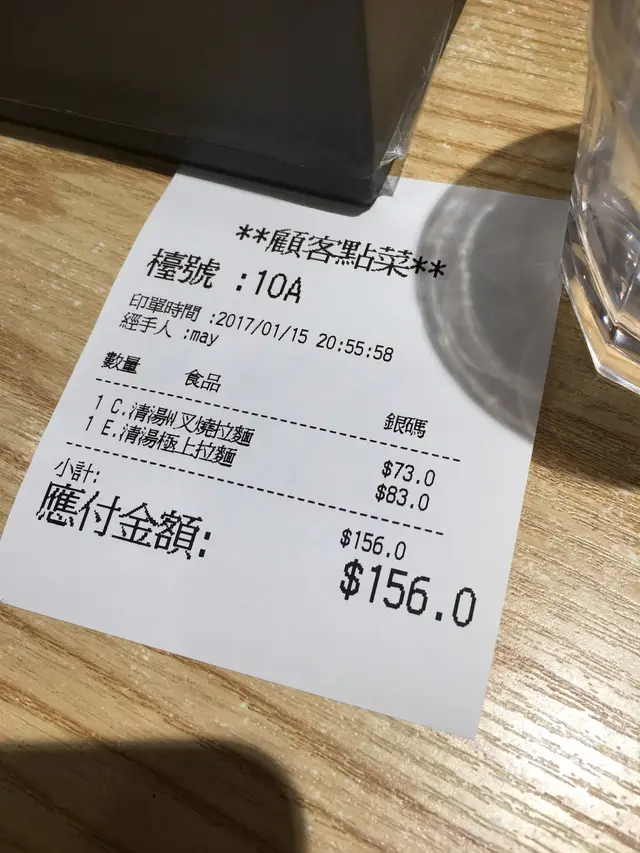 **顧客點菜**
檯號 :10A
印單時間 :2017/01/15 20:55:58
經手人 :may
數量 食品 銀碼
1 C.清湯叉燒拉麵 $73.0
1 E.清湯極上拉麵 $83.0
小計: $156.0
應付金額: $156.0